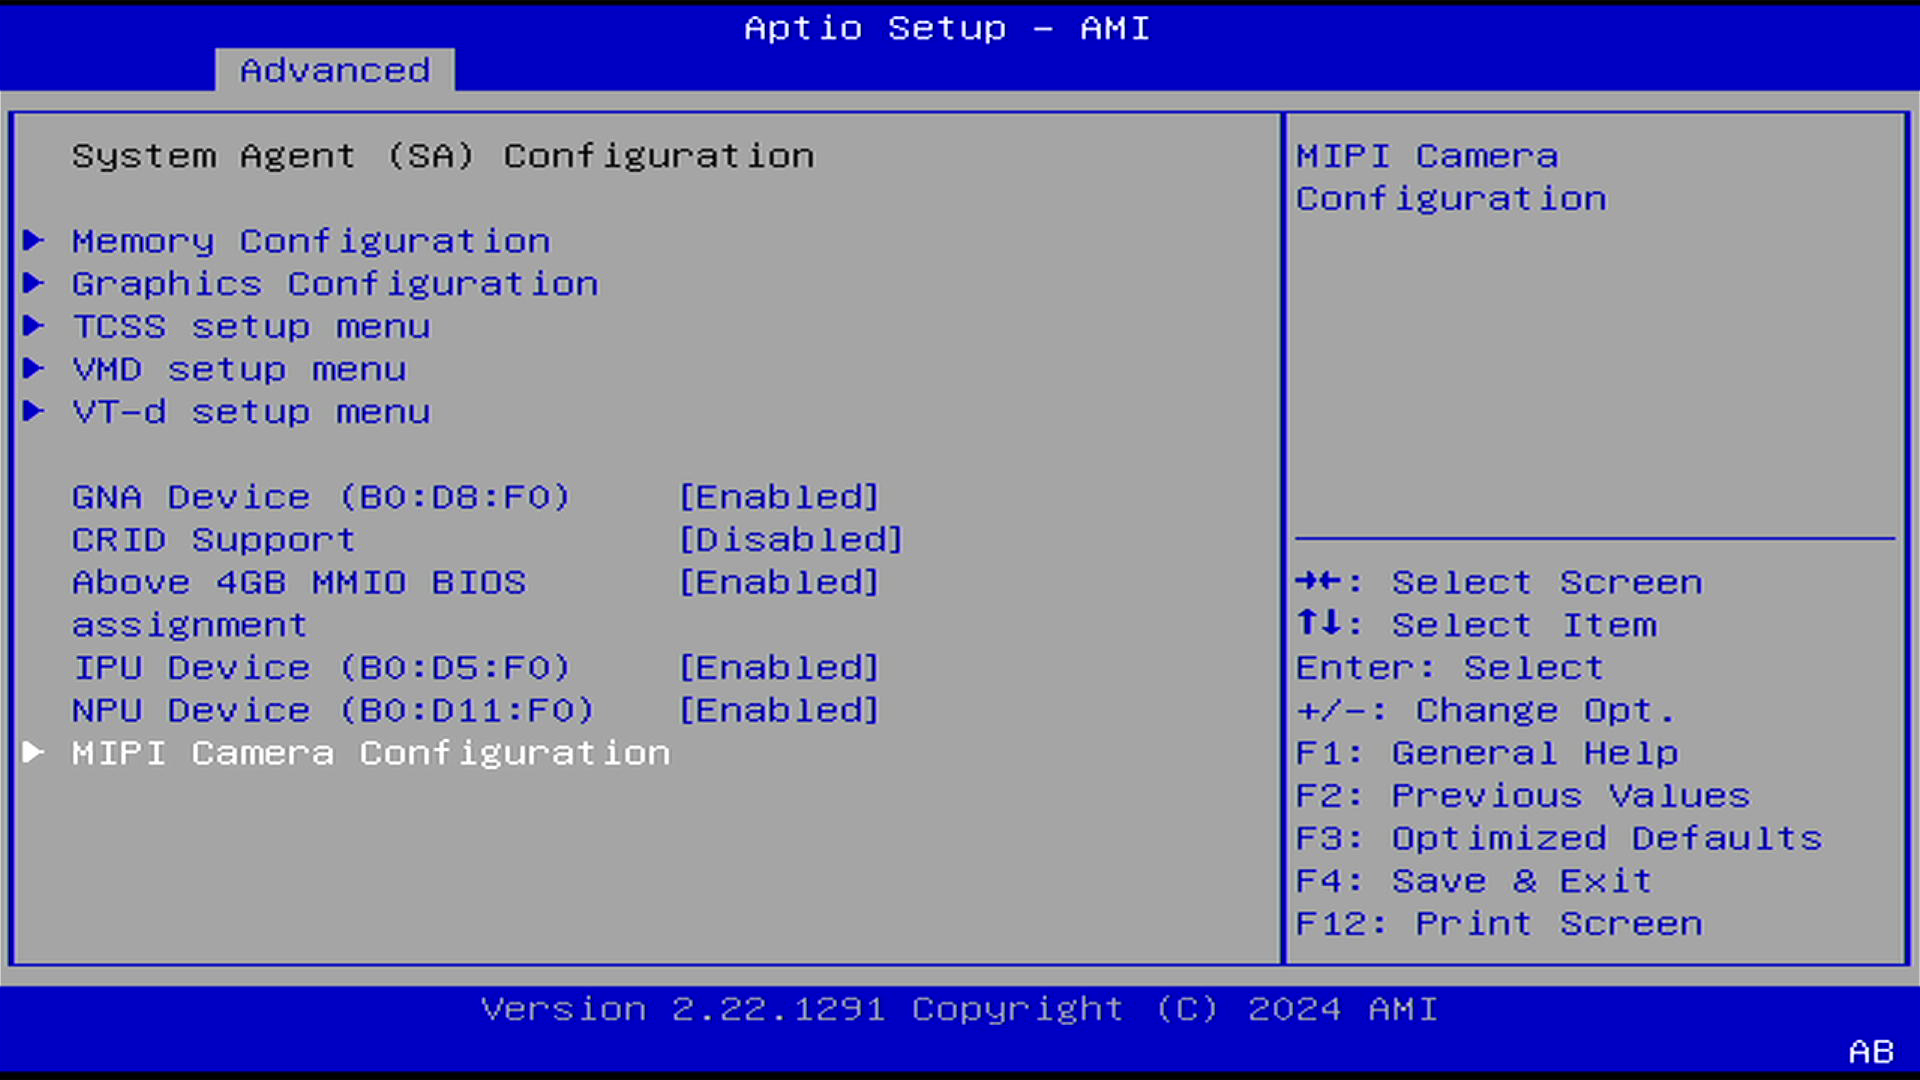 Aptio Setup – AMI
Advanced
System Agent (SA) Configuration
▶ Memory Configuration
▶ Graphics Configuration
▶ TCSS setup menu
▶ VMD setup menu
▶ VT-d setup menu
GNA Device (B0:D8:F0) [Enabled]
CRID Support [Disabled]
Above 4GB MMIO BIOS [Enabled]
assignment
IPU Device (B0:D5:F0) [Enabled]
NPU Device (B0:D11:F0) [Enabled]
▶ MIPI Camera Configuration
MIPI Camera
Configuration
→←: Select Screen
↑↓: Select Item
Enter: Select
+/-: Change Opt.
F1: General Help
F2: Previous Values
F3: Optimized Defaults
F4: Save & Exit
F12: Print Screen
Version 2.22.1291 Copyright (C) 2024 AMI
AB